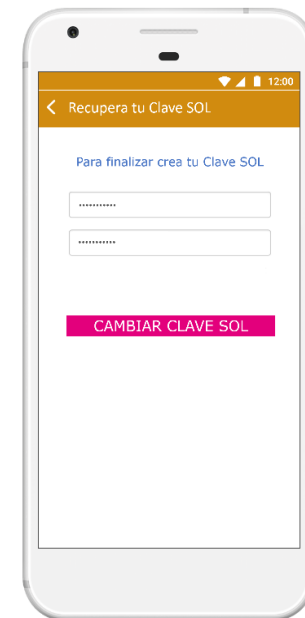 12:00
Recupera tu Clave SOL
Para finalizar crea tu Clave SOL
•••••••••••
•••••••••••
CAMBIAR CLAVE SOL